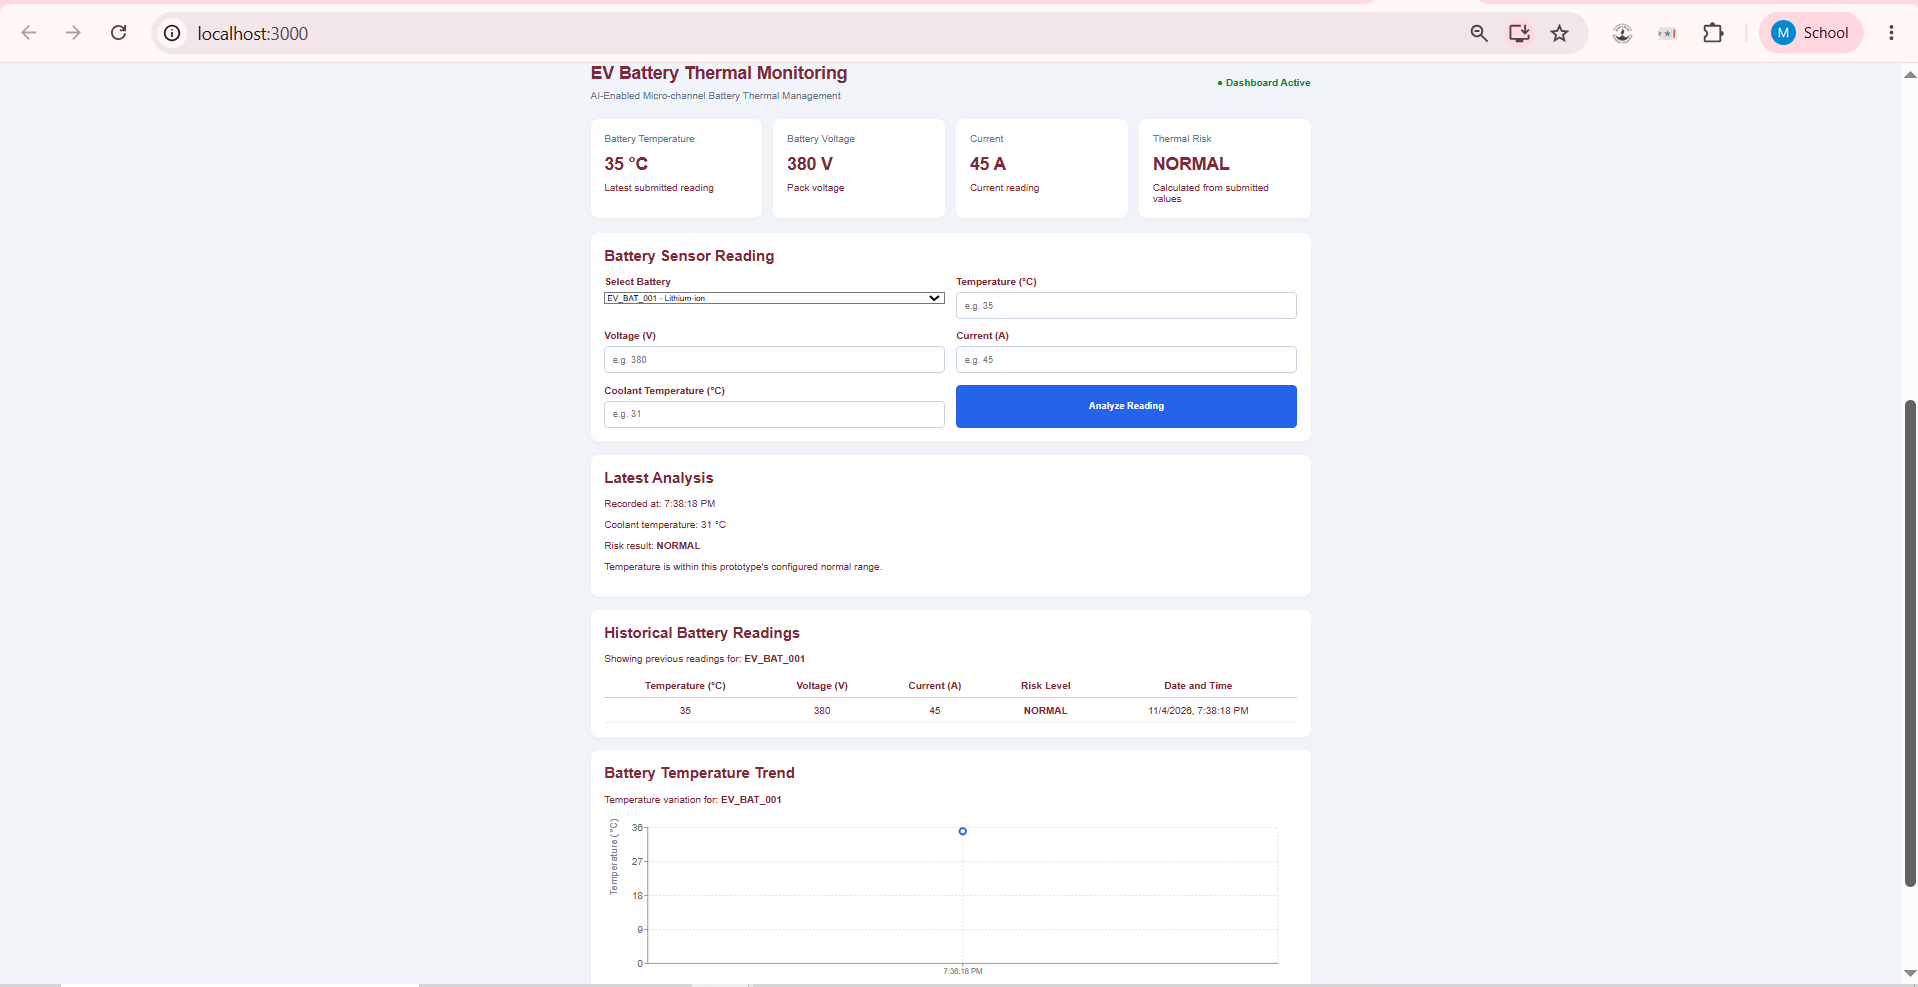 localhost:3000
M School
EV Battery Thermal Monitoring
AI-Enabled Micro-channel Battery Thermal Management
● Dashboard Active
Battery Temperature
35 °C
Latest submitted reading
Battery Voltage
380 V
Pack voltage
Current
45 A
Current reading
Thermal Risk
NORMAL
Calculated from submitted
values
Battery Sensor Reading
Select Battery
EV_BAT_001 - Lithium-ion
Temperature (°C)
e.g. 35
Voltage (V)
e.g. 380
Current (A)
e.g. 45
Coolant Temperature (°C)
e.g. 31
Analyze Reading
Latest Analysis
Recorded at: 7:38:18 PM
Coolant temperature: 31 °C
Risk result: NORMAL
Temperature is within this prototype's configured normal range.
Historical Battery Readings
Showing previous readings for: EV_BAT_001
Temperature (°C) Voltage (V) Current (A) Risk Level Date and Time
35 380 45 NORMAL 11/4/2026, 7:38:18 PM
Battery Temperature Trend
Temperature variation for: EV_BAT_001
Temperature (°C)
36
27
18
9
0
7:38:18 PM